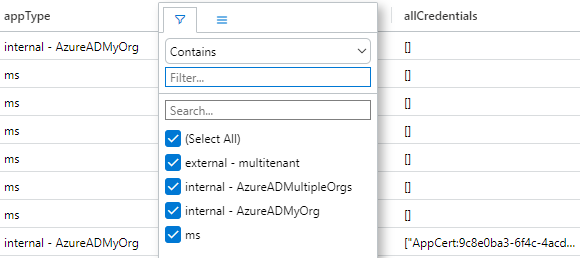 appType
allCredentials
internal - AzureADMyOrg
[]
ms
[]
ms
[]
ms
[]
ms
[]
ms
[]
ms
[]
internal - AzureADMyOrg
["AppCert:9c8e0ba3-6f4c-4acd...
Contains
Filter...
Search...
(Select All)
external - multitenant
internal - AzureADMultipleOrgs
internal - AzureADMyOrg
ms